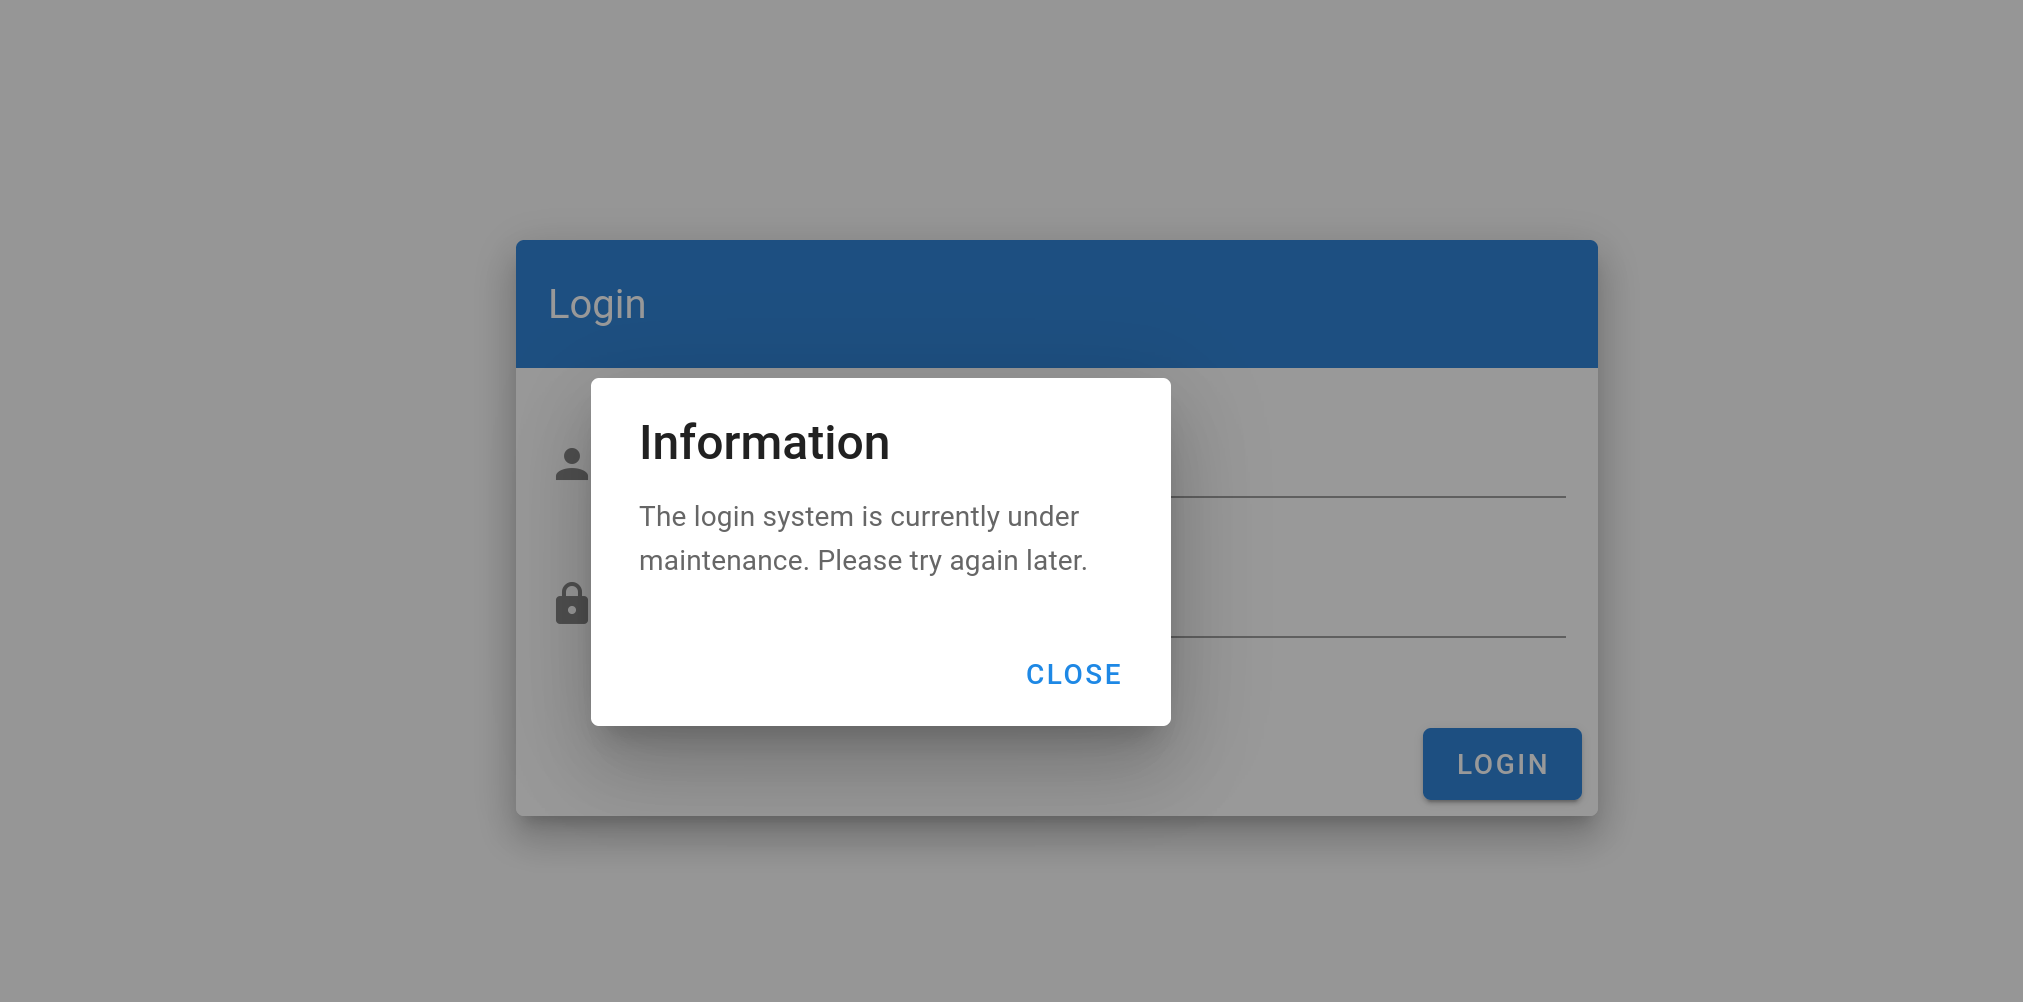 Login
Information
The login system is currently under
maintenance. Please try again later.
CLOSE
LOGIN